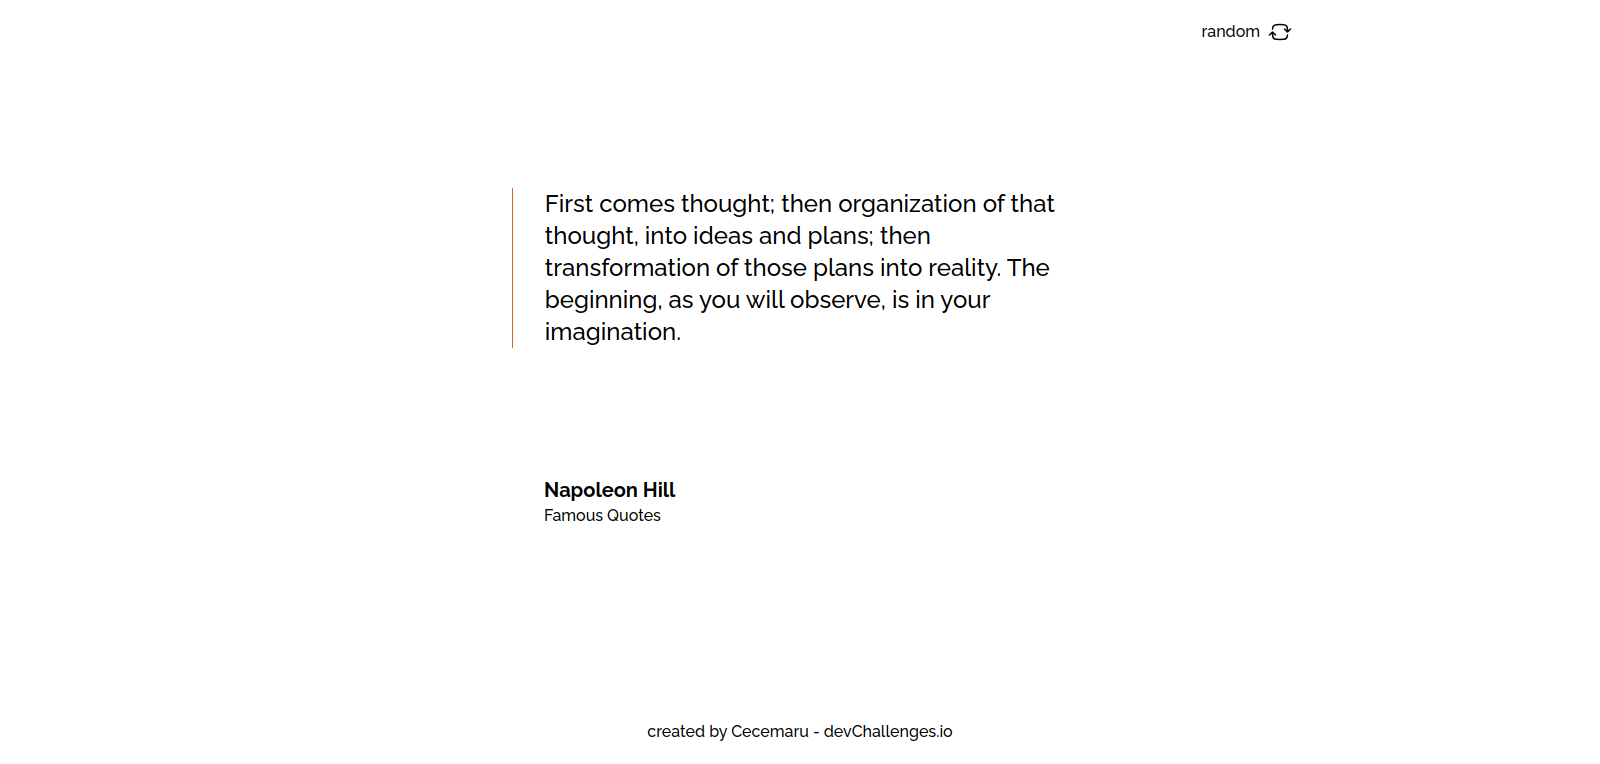 random
First comes thought; then organization of that
thought, into ideas and plans; then
transformation of those plans into reality. The
beginning, as you will observe, is in your
imagination.
Napoleon Hill
Famous Quotes
created by Cecemaru - devChallenges.io